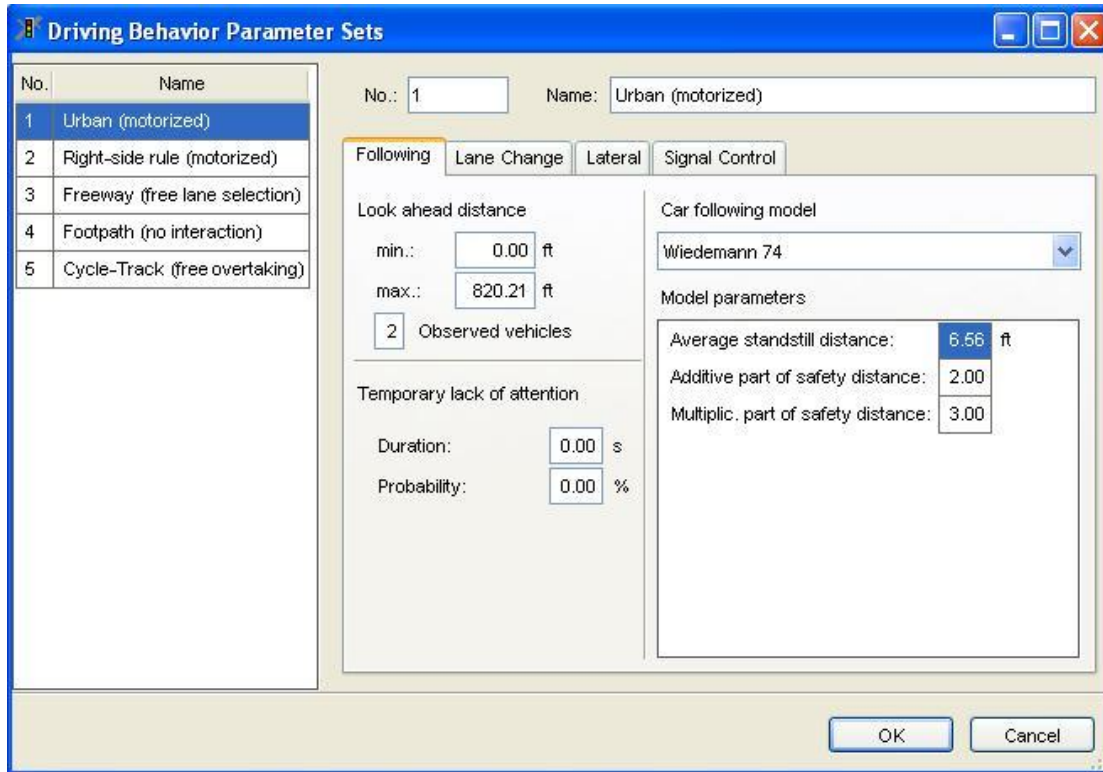 Driving Behavior Parameter Sets
No. Name
1 Urban (motorized)
2 Right-side rule (motorized)
3 Freeway (free lane selection)
4 Footpath (no interaction)
5 Cycle-Track (free overtaking)
No.: 1 Name: Urban (motorized)
Following Lane Change Lateral Signal Control
Look ahead distance
min.: 0.00 ft
max.: 820.21 ft
2 Observed vehicles
Temporary lack of attention
Duration: 0.00 s
Probability: 0.00 %
Car following model
Wiedemann 74
Model parameters
Average standstill distance: 6.56 ft
Additive part of safety distance: 2.00
Multiplic. part of safety distance: 3.00
OK Cancel